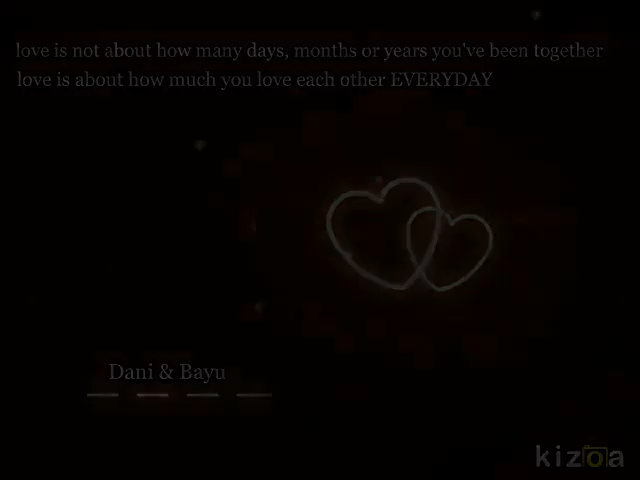 love is not about how many days, months or years you've been together
love is about how much you love each other EVERYDAY
Dani & Bayu
kizoa